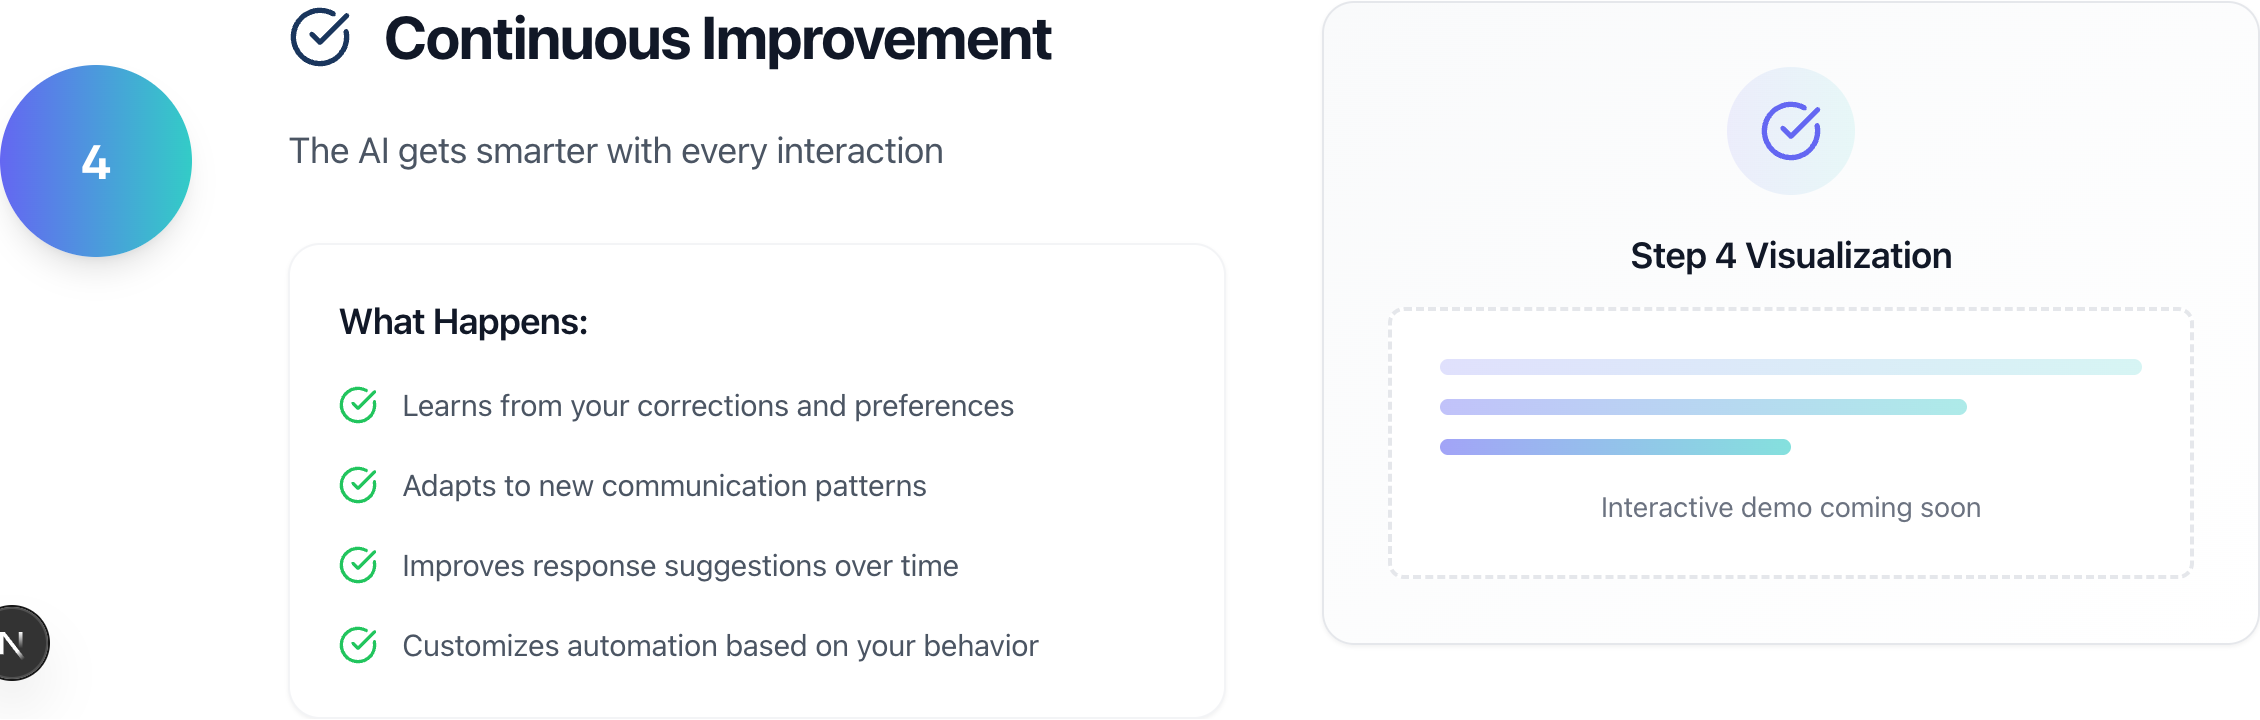 Continuous Improvement
4
The AI gets smarter with every interaction
What Happens:
Learns from your corrections and preferences
Adapts to new communication patterns
Improves response suggestions over time
Customizes automation based on your behavior
N
Step 4 Visualization
Interactive demo coming soon